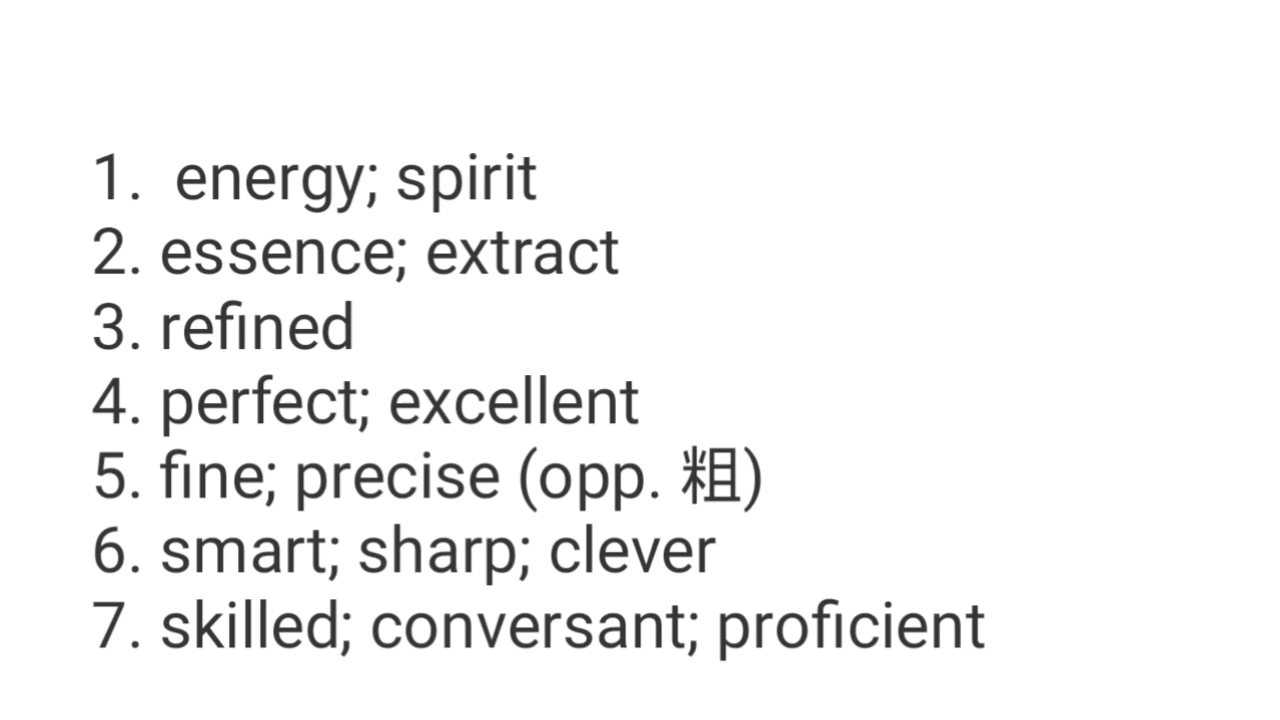 1.  energy; spirit
2. essence; extract
3. refined
4. perfect; excellent
5. fine; precise (opp. 粗)
6. smart; sharp; clever
7. skilled; conversant; proficient